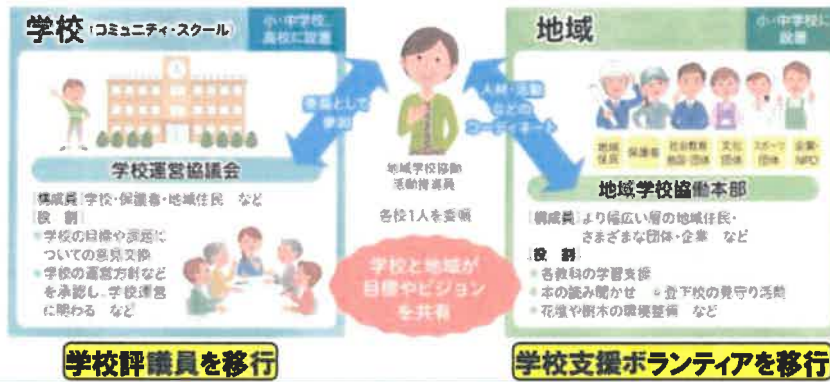 学校（コミュニティ・スクール）
小・中学校、
高校に設置
委員として
参加
学校運営協議会
構成員 学校・保護者・地域住民　など
役 割
・学校の目標や課題に
ついての意見交換
・学校の運営方針など
を承認し、学校運営
に関わる　など
学校評議員を移行
地域学校協働
活動推進員
各校1人を委嘱
学校と地域が
目標やビジョン
を共有
人材・活動
などの
コーディネート
地域
小・中学校に
設置
地域
住民
保護者
社会教育
施設・団体
文化
団体
スポーツ
団体
企業・
NPO
地域学校協働本部
構成員 より幅広い層の地域住民・
さまざまな団体・企業　など
役 割
・各教科の学習支援
・本の読み聞かせ　・登下校の見守り活動
・花壇や樹木の環境整備　など
学校支援ボランティアを移行